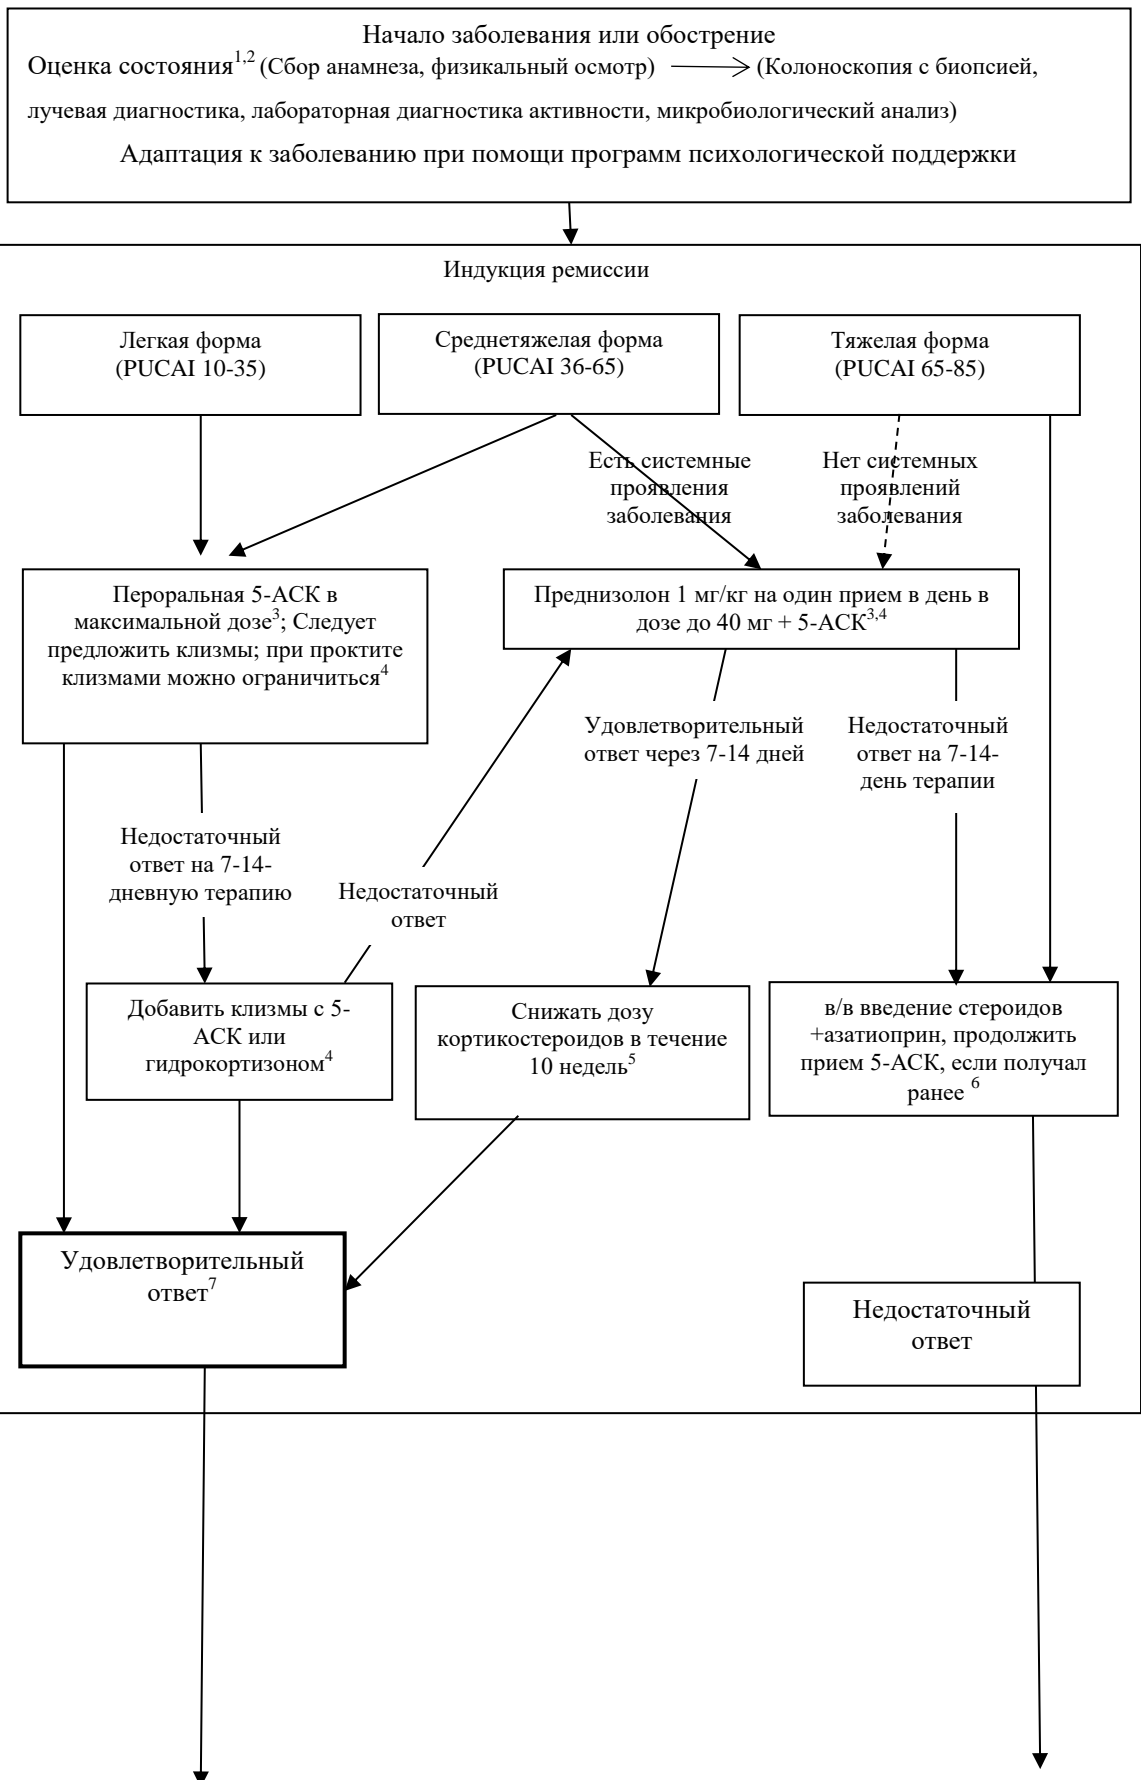 Начало заболевания или обострение
Оценка состояния1,2 (Сбор анамнеза, физикальный осмотр) (Колоноскопия с биопсией,
лучевая диагностика, лабораторная диагностика активности, микробиологический анализ)
Адаптация к заболеванию при помощи программ психологической поддержки
Индукция ремиссии
Легкая форма
(PUCAI 10-35)
Среднетяжелая форма
(PUCAI 36-65)
Тяжелая форма
(PUCAI 65-85)
Есть системные
проявления
заболевания
Нет системных
проявлений
заболевания
Пероральная 5-АСК в
максимальной дозе3; Следует
предложить клизмы; при проктите
клизмами можно ограничиться4
Преднизолон 1 мг/кг на один прием в день в
дозе до 40 мг + 5-АСК3,4
Удовлетворительный
ответ через 7-14 дней
Недостаточный
ответ на 7-14-
день терапии
Недостаточный
ответ на 7-14-
дневную терапию
Недостаточный
ответ
Добавить клизмы с 5-
АСК или
гидрокортизоном4
Снижать дозу
кортикостероидов в течение
10 недель5
в/в введение стероидов
+азатиоприн, продолжить
прием 5-АСК, если получал
ранее 6
Удовлетворительный
ответ7
Недостаточный
ответ